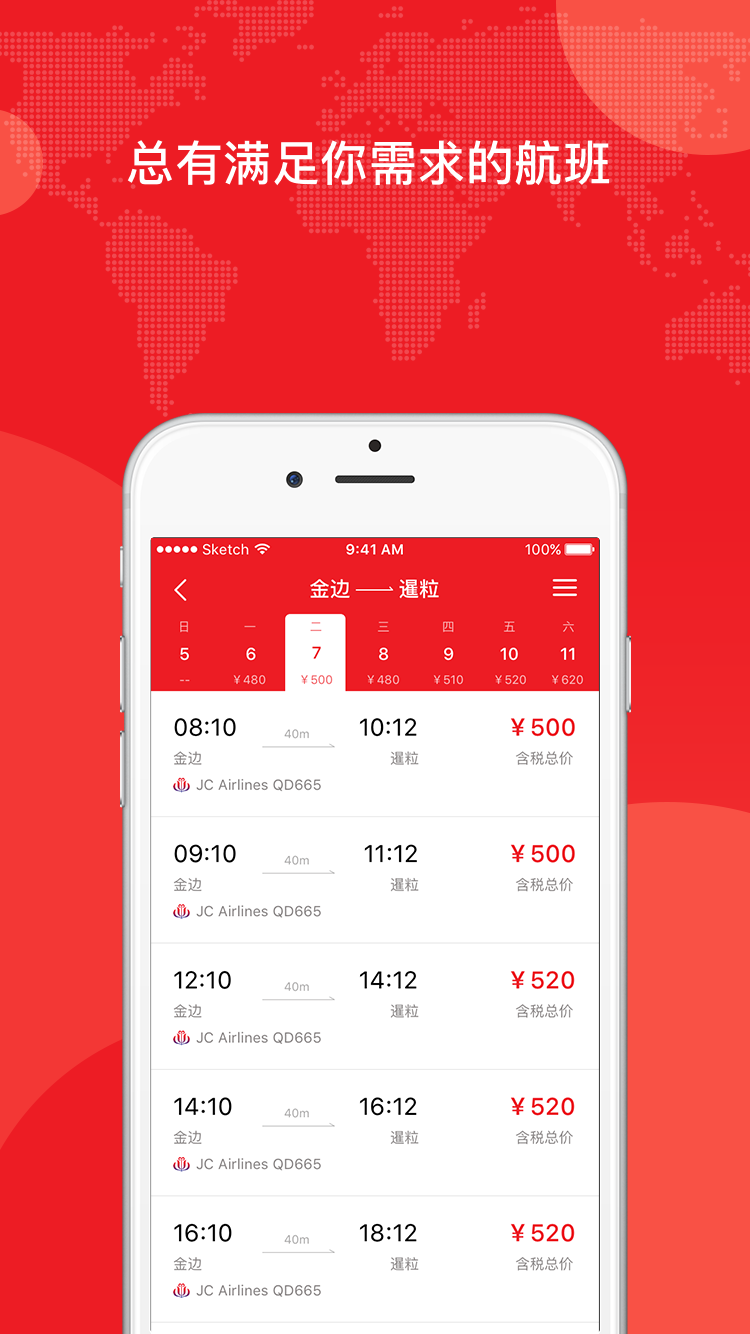 总有满足你需求的航班
Sketch 9:41 AM 100%
金边 暹粒
日 一 二 三 四 五 六
5 6 7 8 9 10 11
-- ¥480 ¥500 ¥480 ¥510 ¥520 ¥620
08:10 40m 10:12 ¥500
金边 暹粒 含税总价
JC Airlines QD665
09:10 40m 11:12 ¥500
金边 暹粒 含税总价
JC Airlines QD665
12:10 40m 14:12 ¥520
金边 暹粒 含税总价
JC Airlines QD665
14:10 40m 16:12 ¥520
金边 暹粒 含税总价
JC Airlines QD665
16:10 40m 18:12 ¥520
金边 暹粒 含税总价
JC Airlines QD665